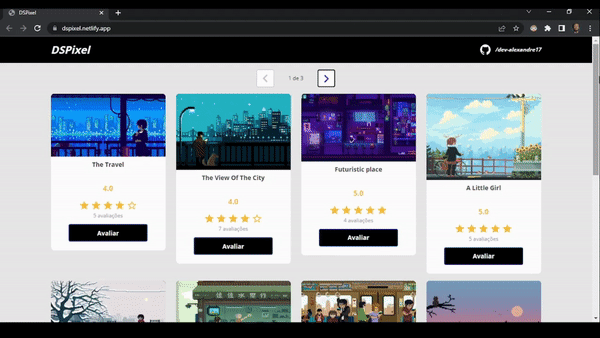 DSPixel
dspixel.netlify.app
DSPixel
/dev-alexandre17
1 de 3
The Travel
4.0
3 avaliações
Avaliar
The View Of The City
4.0
7 avaliações
Avaliar
Futuristic place
5.0
4 avaliações
Avaliar
A Little Girl
5.0
5 avaliações
Avaliar